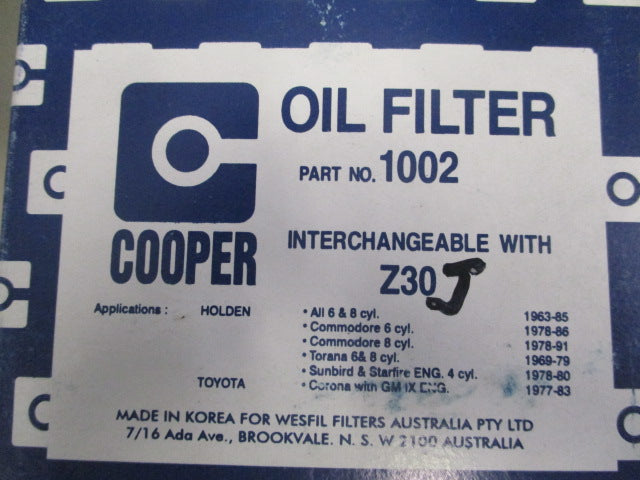 OIL FILTER
PART NO. 1002
COOPER
INTERCHANGEABLE WITH
Z30 J
Applications : HOLDEN • All 6 & 8 cyl. 1963-85
• Commodore 6 cyl. 1978-86
• Commodore 8 cyl. 1978-91
• Torana 6& 8 cyl. 1969-79
• Sunbird & Starfire ENG. 4 cyl. 1978-80
TOYOTA • Corona with GM IX ENG. 1977-83
MADE IN KOREA FOR WESFIL FILTERS AUSTRALIA PTY LTD
7/16 Ada Ave., BROOKVALE. N. S. W 2100 AUSTRALIA